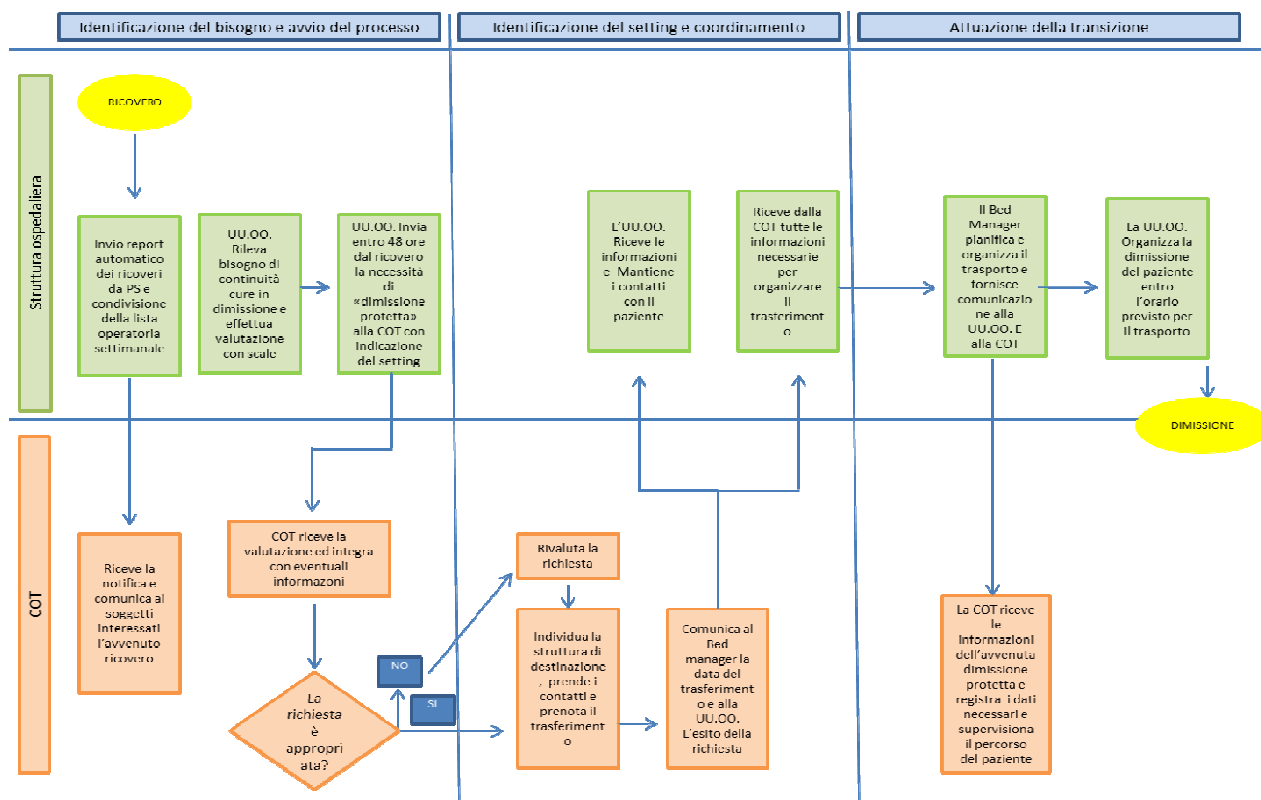 Identificazione del bisogno e avvio del processo
Identificazione del setting e coordinamento
Attuazione della transizione
Struttura ospedaliera
RICOVERO
Invio report
automatico
dei ricoveri
da PS e
condivisione
della lista
operatoria
settimanale
UU.OO.
Rileva
bisogno di
continuità
cure in
dimissione e
effettua
valutazione
con scale
UU.OO. Invia
entro 48 ore
dal ricovero
la necessità
di
«dimissione
protetta»
alla COT con
indicazione
del setting
L'UU.OO.
Riceve le
informazioni
e Mantiene
i contatti
con il
paziente
Riceve dalla
COT tutte le
informazioni
necessarie
per
organizzare
il
trasferiment
o
Il Bed
Manager
planifica e
organizza il
trasporto e
fornisce
comunicazio
ne alla
UU.OO. E
alla COT
La UU.OO.
Organizza la
dimissione
del paziente
entro
l'orario
previsto per
il trasporto
DIMISSIONE
COT
Riceve la
notifica e
comunica ai
soggetti
interessati
l'avvenuto
ricovero
COT riceve la
valutazione ed integra
con eventuali
informazoni
La
richiesta
è
appropri
ata?
NO
SI
Rivaluta la
richiesta
Individua la
struttura di
destinazione
, prende i
contatti e
prenota il
trasferiment
o
Comunica al
Bed
manager la
data del
trasferiment
o e alla
UU.OO.
L'esito della
richiesta
La COT riceve
le
informazioni
dell'avvenuta
dimissione
protetta e
registra i dati
necessari e
supervisiona
il percorso
del paziente